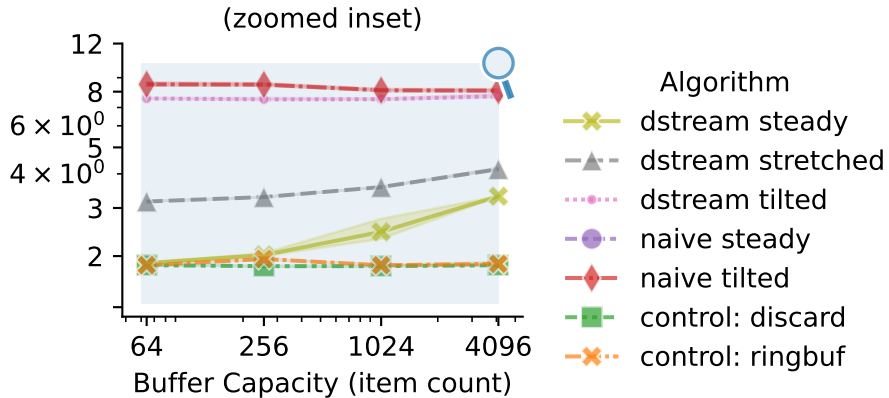 (zoomed inset)
12
8
6 × 10⁰
5
4 × 10⁰
3
2
64 256 1024 4096
Buffer Capacity (item count)
Algorithm
dstream steady
dstream stretched
dstream tilted
naive steady
naive tilted
control: discard
control: ringbuf